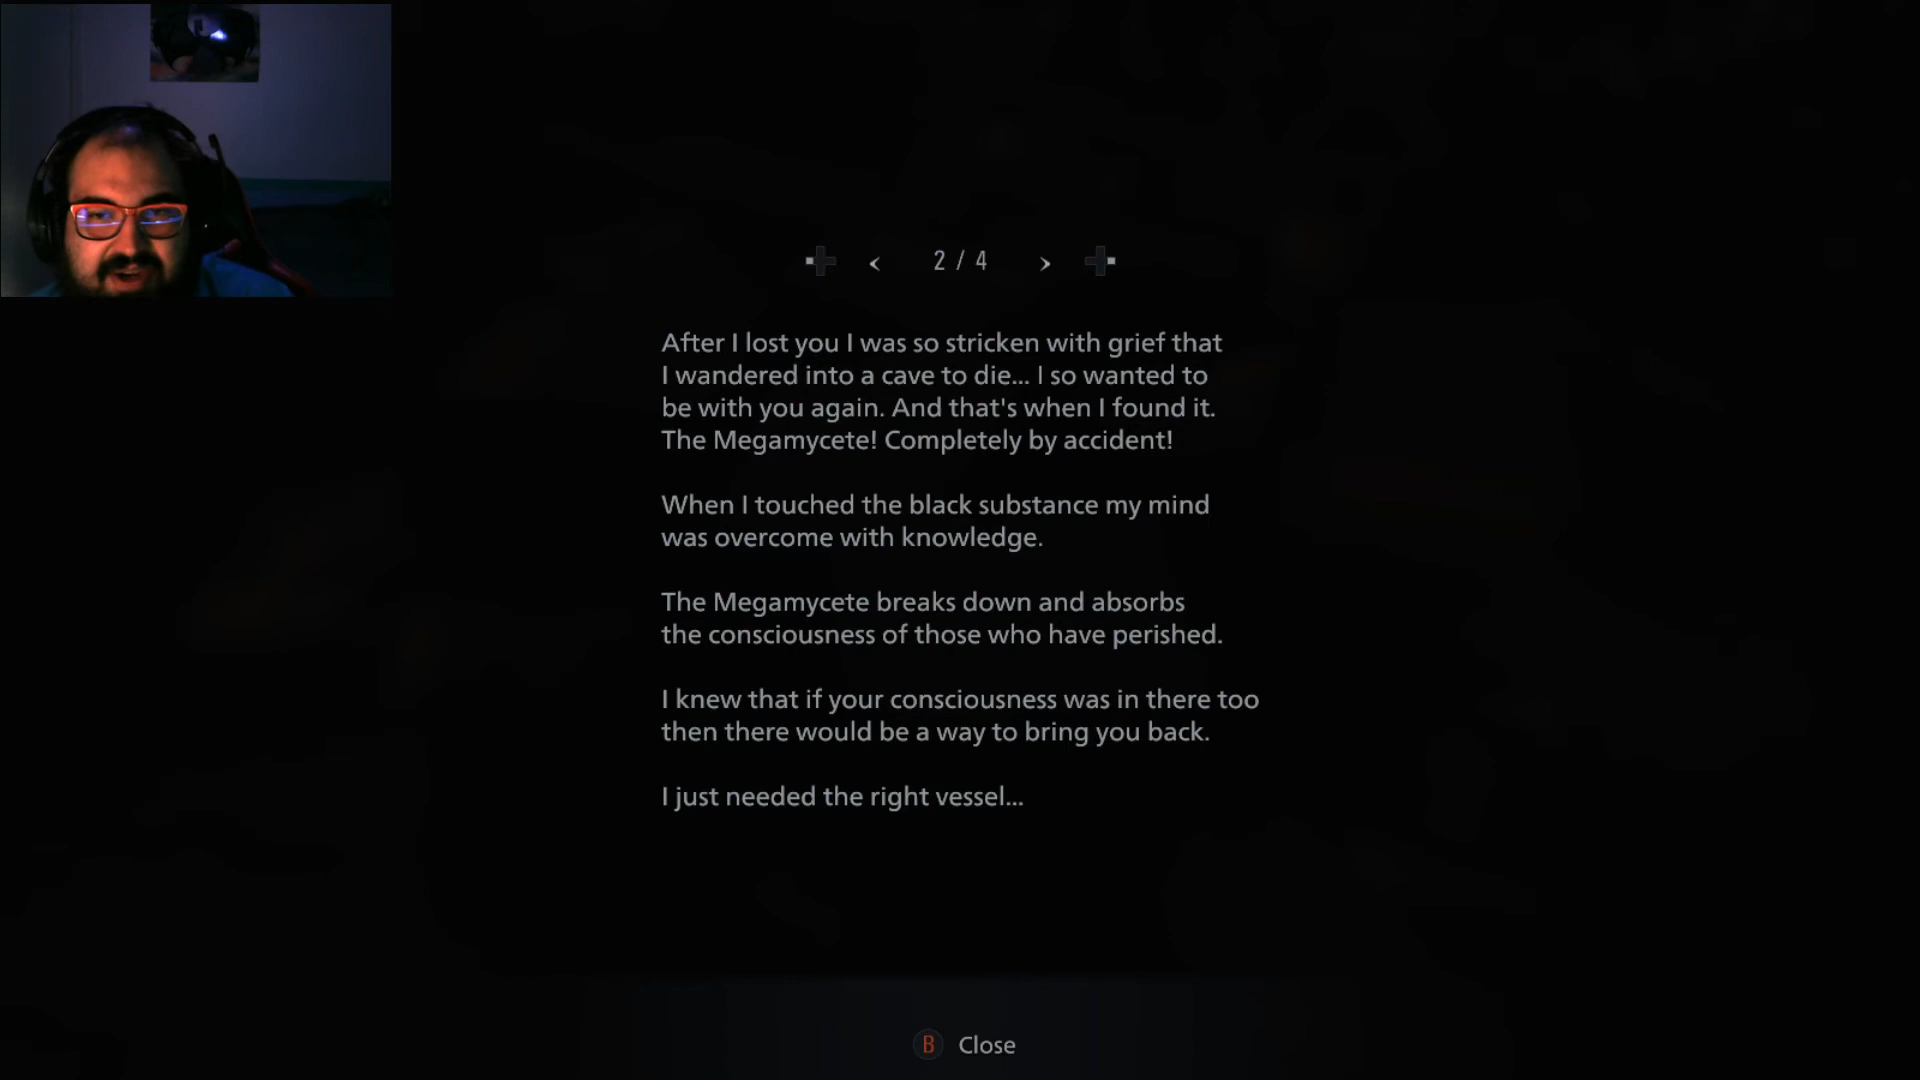 < 2 / 4 >
After I lost you I was so stricken with grief that
I wandered into a cave to die... I so wanted to
be with you again. And that's when I found it.
The Megamycete! Completely by accident!
When I touched the black substance my mind
was overcome with knowledge.
The Megamycete breaks down and absorbs
the consciousness of those who have perished.
I knew that if your consciousness was in there too
then there would be a way to bring you back.
I just needed the right vessel...
B Close